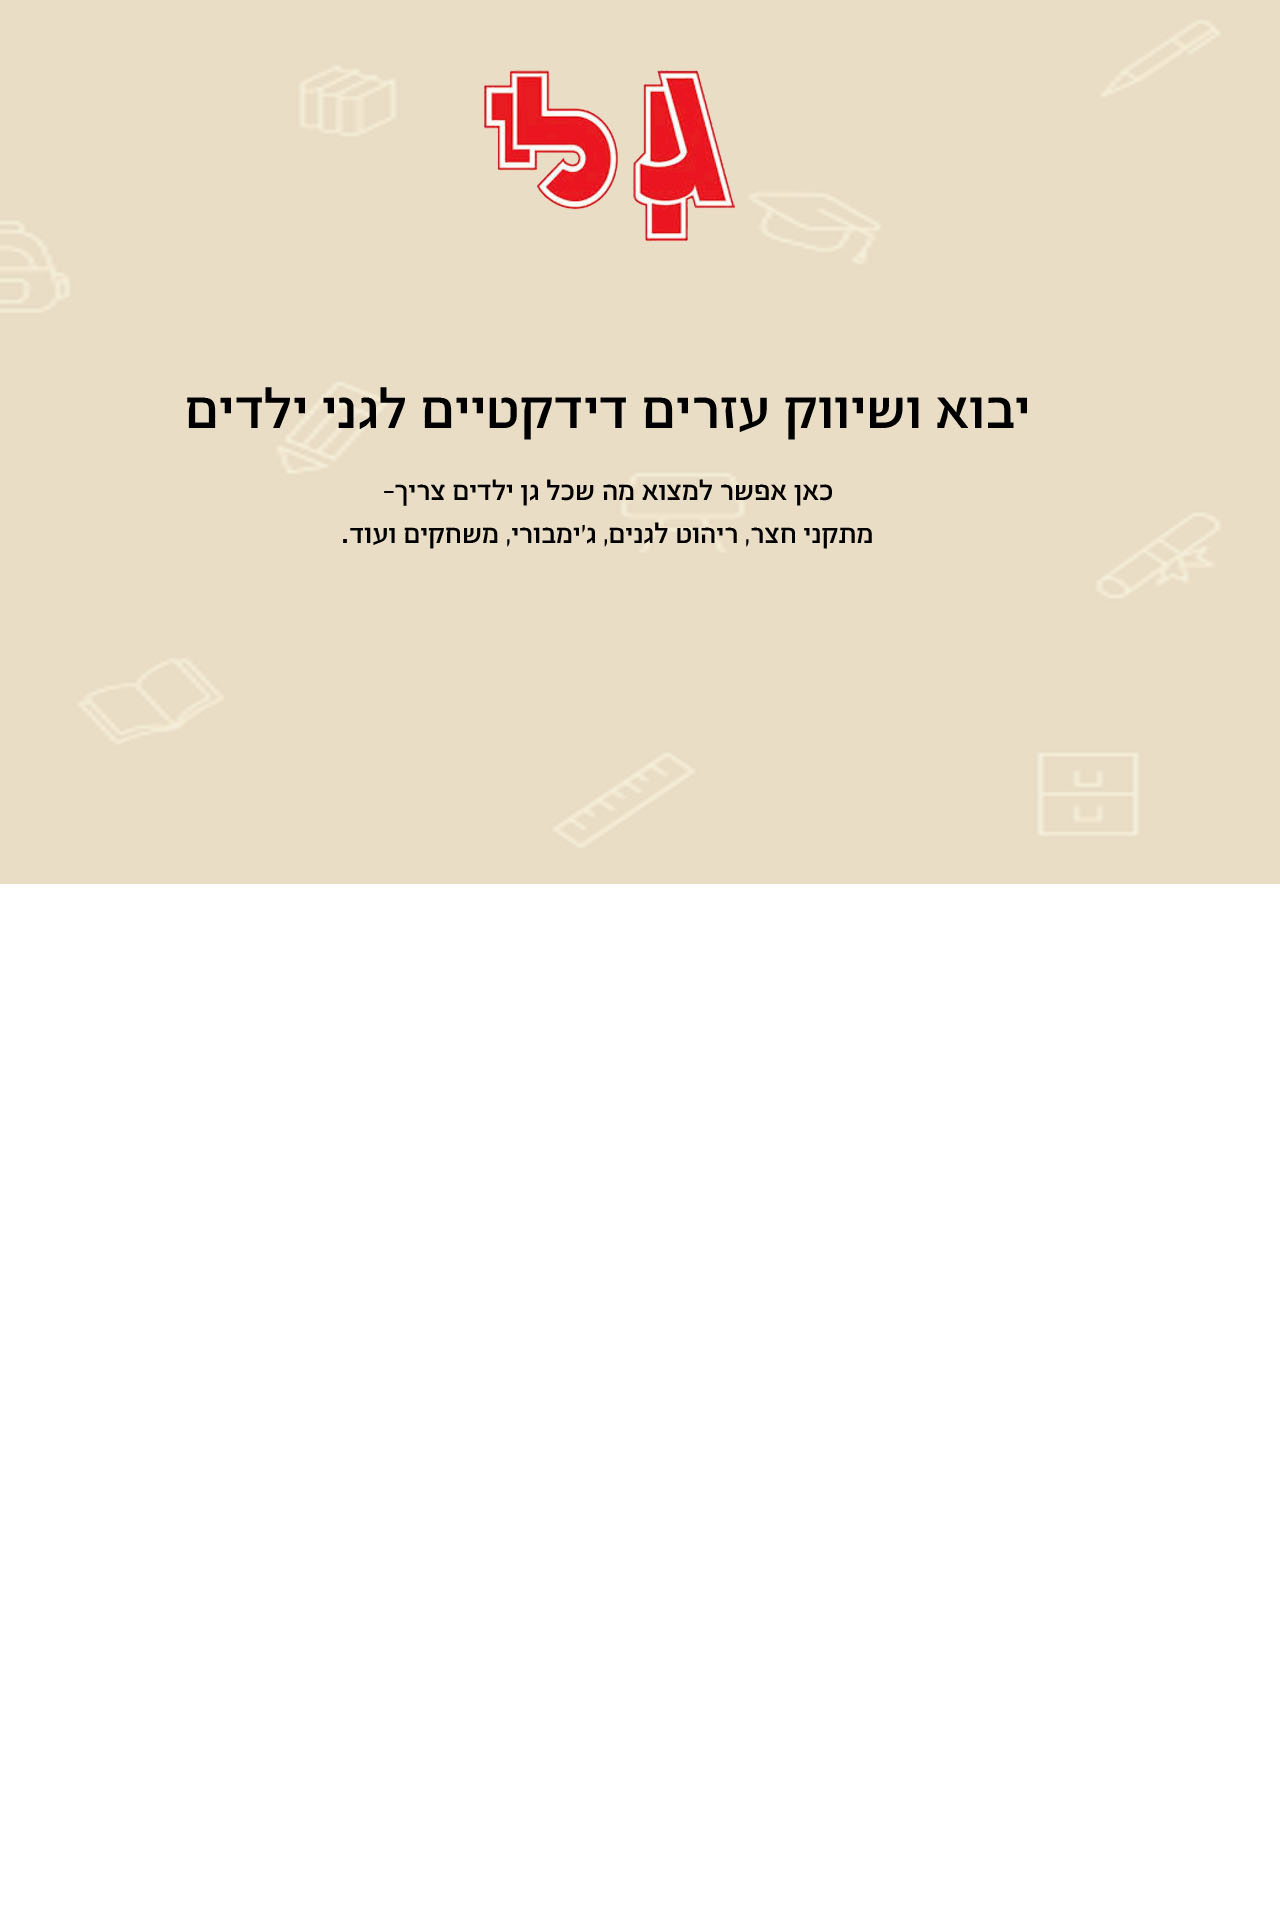 גלי
יבוא ושיווק עזרים דידקטיים לגני ילדים
כאן אפשר למצוא מה שכל גן ילדים צריך-
מתקני חצר, ריהוט לגנים, ג'ימבורי, משחקים ועוד.